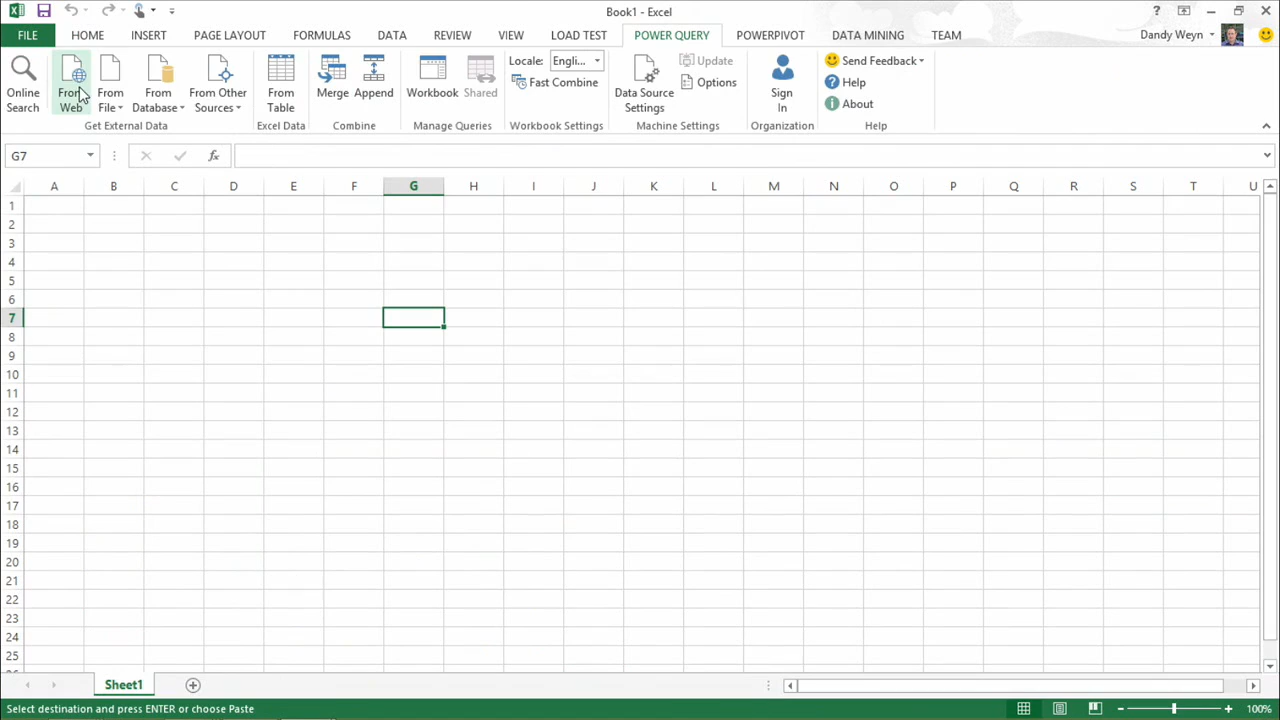 Book1 - Excel
?
FILE HOME INSERT PAGE LAYOUT FORMULAS DATA REVIEW VIEW LOAD TEST POWER QUERY POWERPIVOT DATA MINING TEAM Dandy Weyn
Online Search
From Web
From File
From Database
From Other Sources
Get External Data
From Table
Excel Data
Merge
Append
Combine
Workbook
Shared
Manage Queries
Locale: Engli...
Fast Combine
Workbook Settings
Data Source Settings
Update
Options
Machine Settings
Sign In
Organization
Send Feedback
? Help
i About
Help
G7 fx
A B C D E F G H I J K L M N O P Q R S T U
1
2
3
4
5
6
7
8
9
10
11
12
13
14
15
16
17
18
19
20
21
22
23
24
25
Sheet1
Select destination and press ENTER or choose Paste
100%